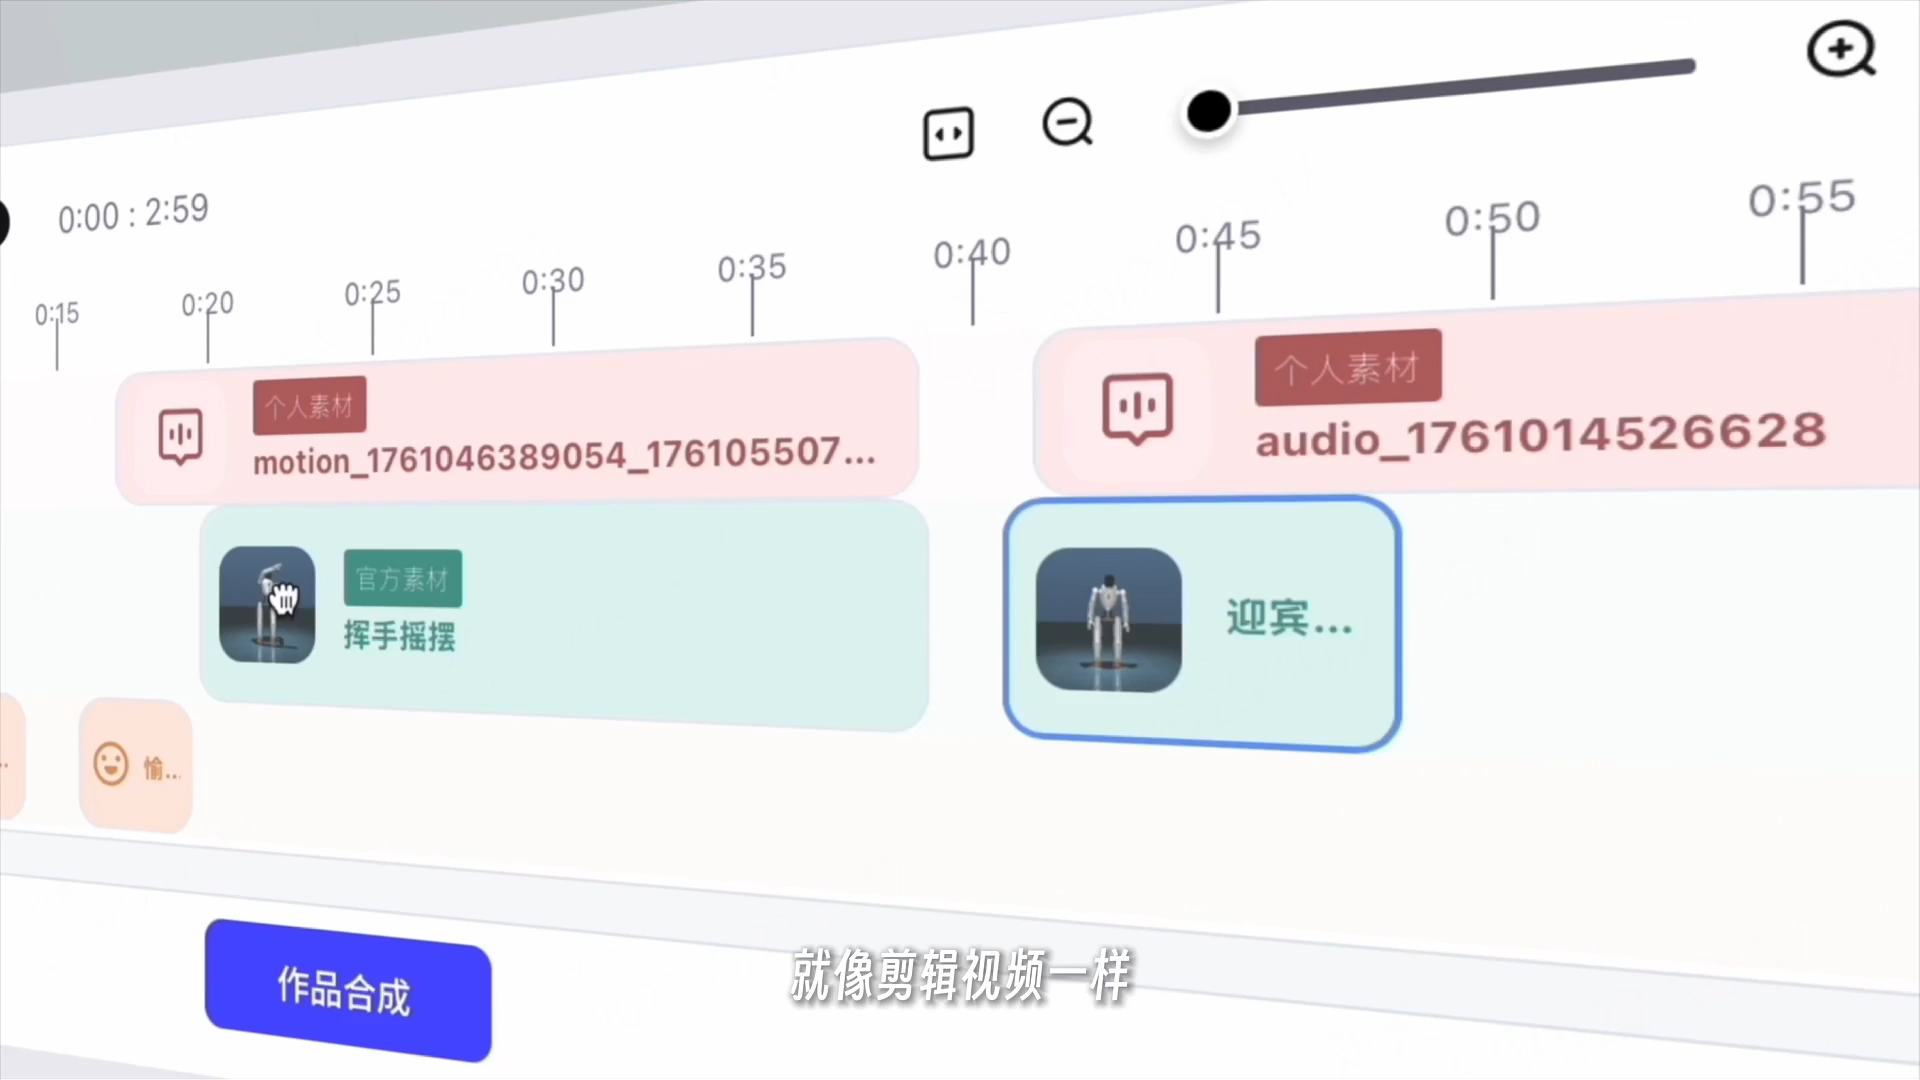 0:00 : 2:59
0:15
0:20
0:25
0:30
0:35
0:40
0:45
0:50
0:55
个人素材
motion_1761046389054_176105507...
个人素材
audio_1761014526628
官方素材
挥手摇摆
迎宾...
愉...
作品合成
就像剪辑视频一样